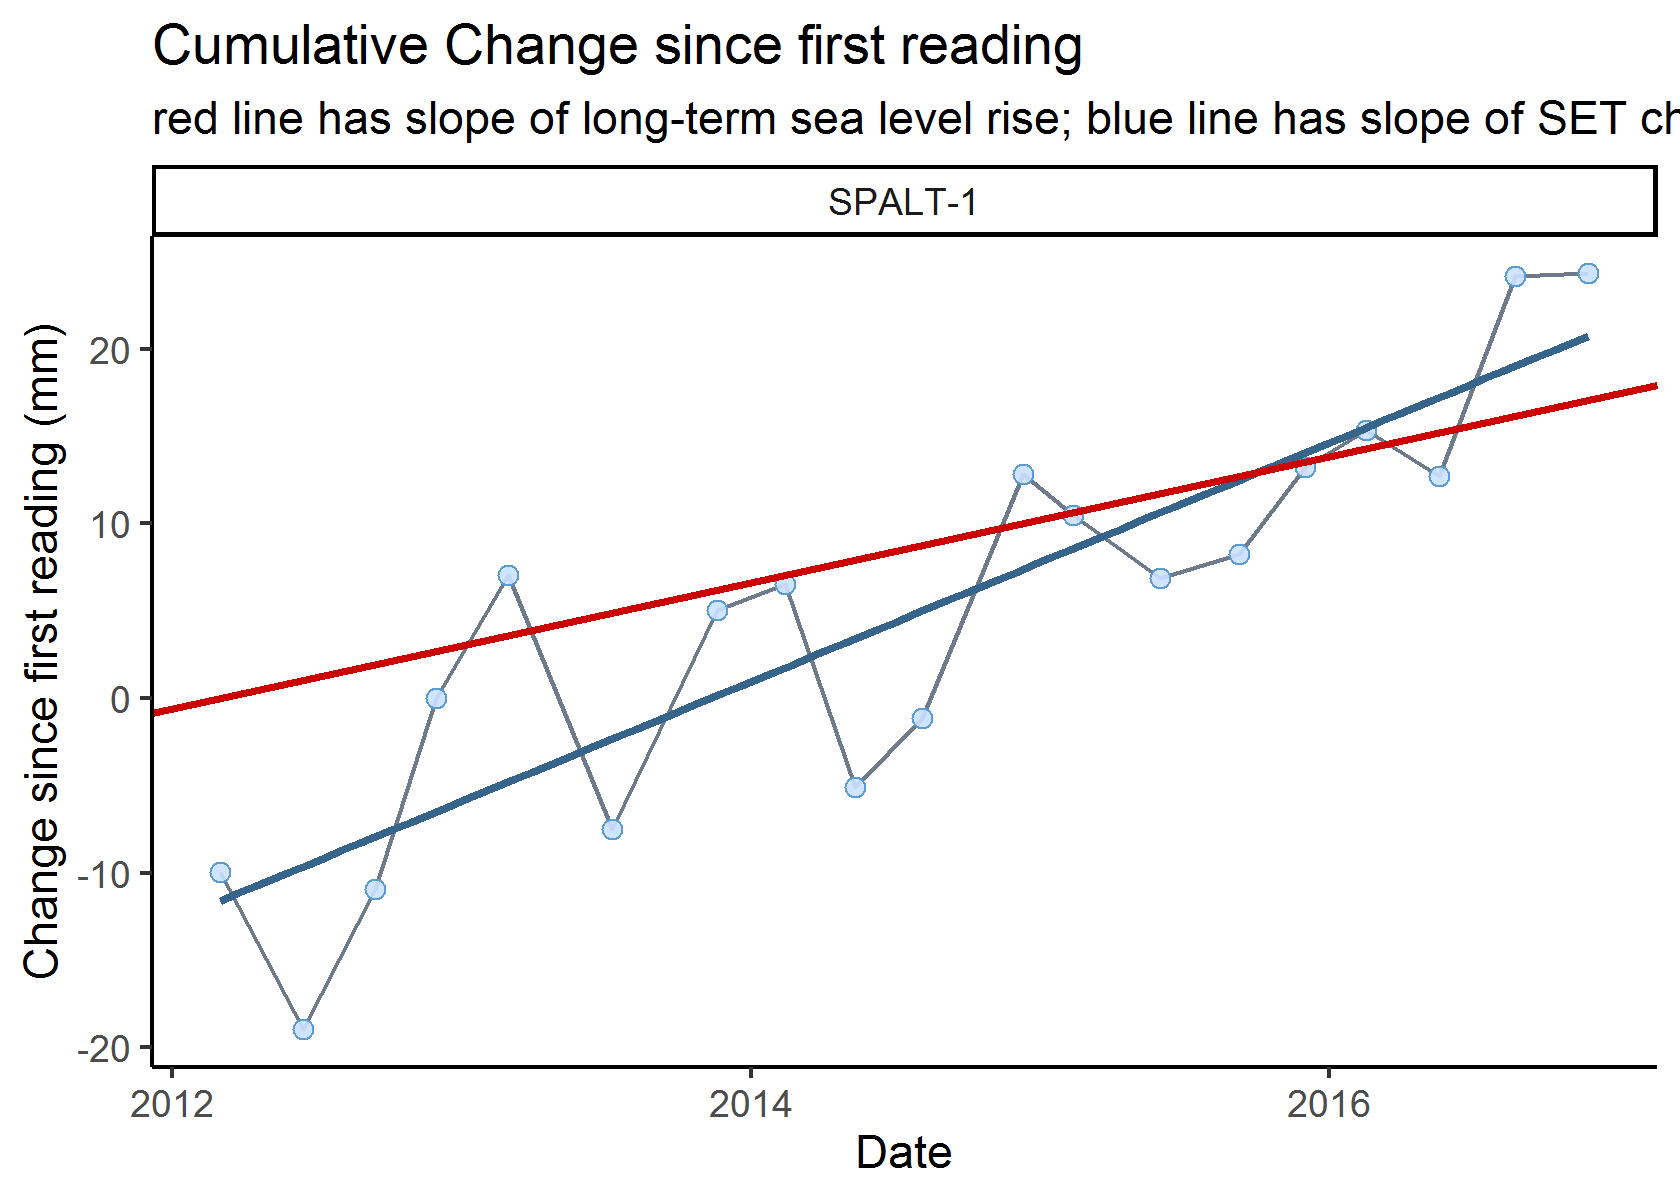 Cumulative Change since first reading
red line has slope of long-term sea level rise; blue line has slope of SET ch
SPALT-1
Change since first reading (mm)
20
10
0
-10
-20
2012 2014 2016
Date